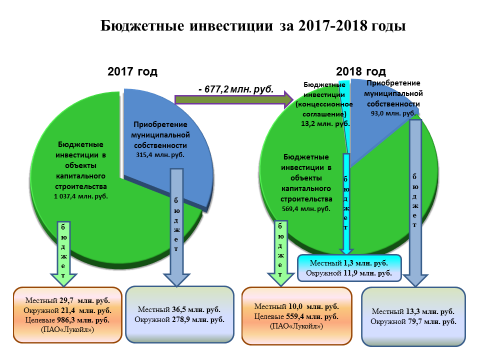 Бюджетные инвестиции за 2017-2018 годы
2017 год
- 677,2 млн. руб.
2018 год
Бюджетные
инвестиции в
объекты
капитального
строительства
1 037,4 млн. руб.
Приобретение
муниципальной
собственности
315,4 млн. руб.
Бюджетные
инвестиции
(концессионное
соглашение)
13,2 млн. руб.
Приобретение
муниципальной
собственности
93,0 млн. руб.
Бюджетные
инвестиции в
объекты
капитального
строительства
569,4 млн. руб.
бюджет
бюджет
бюджет
бюджет
бюджет
Местный 29,7 млн. руб.
Окружной 21,4 млн. руб.
Целевые 986,3 млн. руб.
(ПАО«Лукойл»)
Местный 36,5 млн. руб.
Окружной 278,9 млн. руб.
Местный 1,3 млн. руб.
Окружной 11,9 млн. руб.
Местный 10,0 млн. руб.
Целевые 559,4 млн. руб.
(ПАО«Лукойл»)
Местный 13,3 млн. руб.
Окружной 79,7 млн. руб.